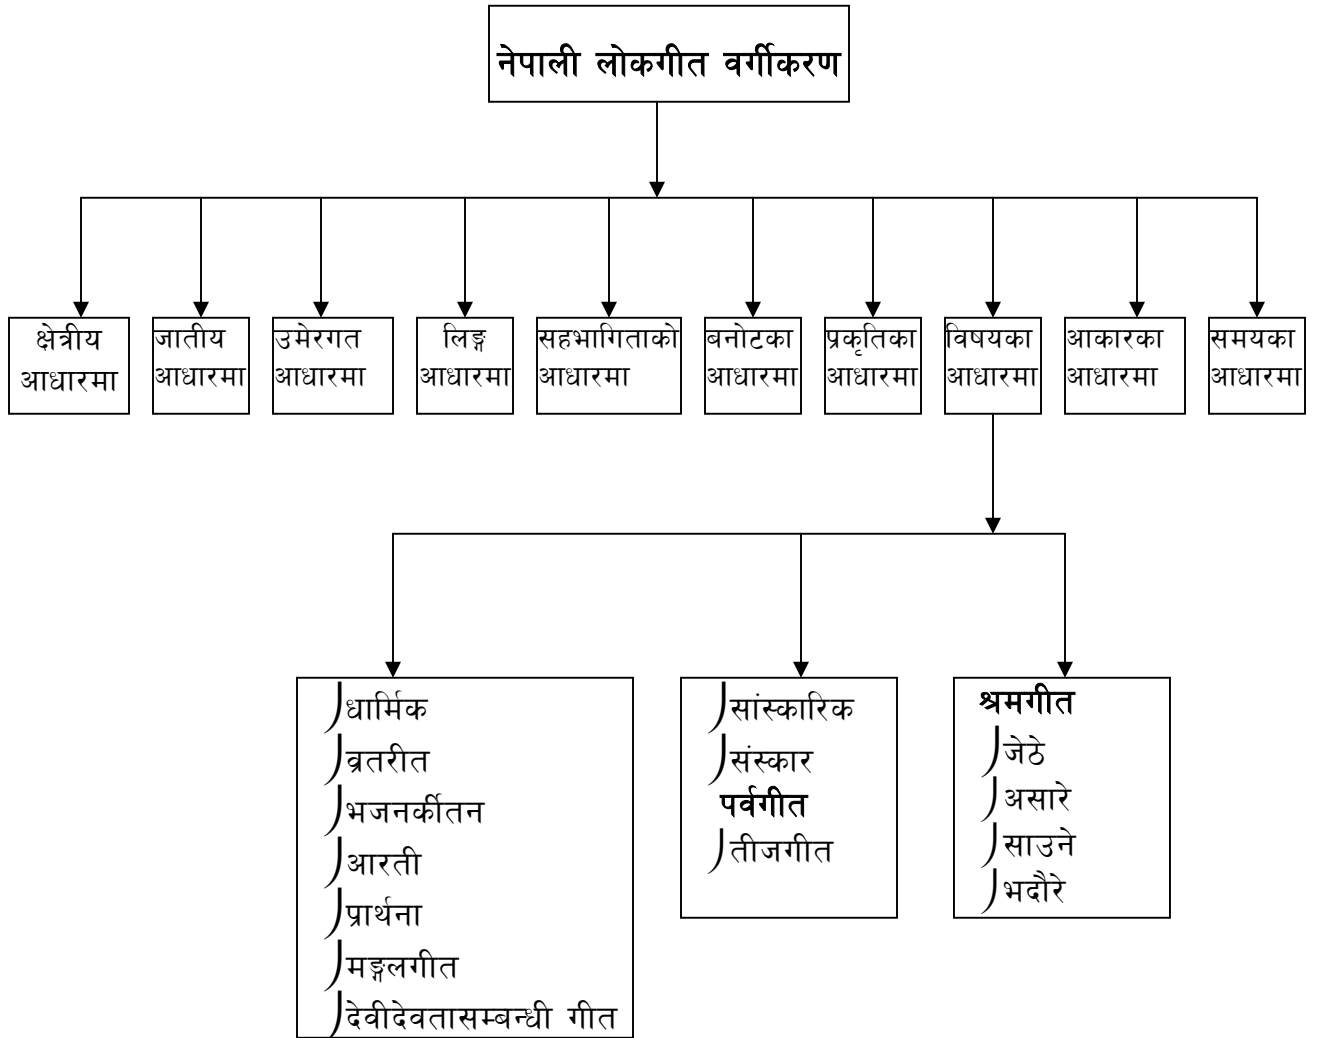 नेपाली लोकगीत वर्गीकरण
क्षेत्रीय
आधारमा
जातीय
आधारमा
उमेरगत
आधारमा
लिङ्ग
आधारमा
सहभागिताको
आधारमा
बनोटका
आधारमा
प्रकृतिका
आधारमा
विषयका
आधारमा
आकारका
आधारमा
समयका
आधारमा
धार्मिक
व्रतरीत
भजनर्कीतन
आरती
प्रार्थना
मङ्गलगीत
देवीदेवतासम्बन्धी गीत
सांस्कारिक
संस्कार
पर्वगीत
तीजगीत
श्रमगीत
जेठे
असारे
साउने
भदौरे